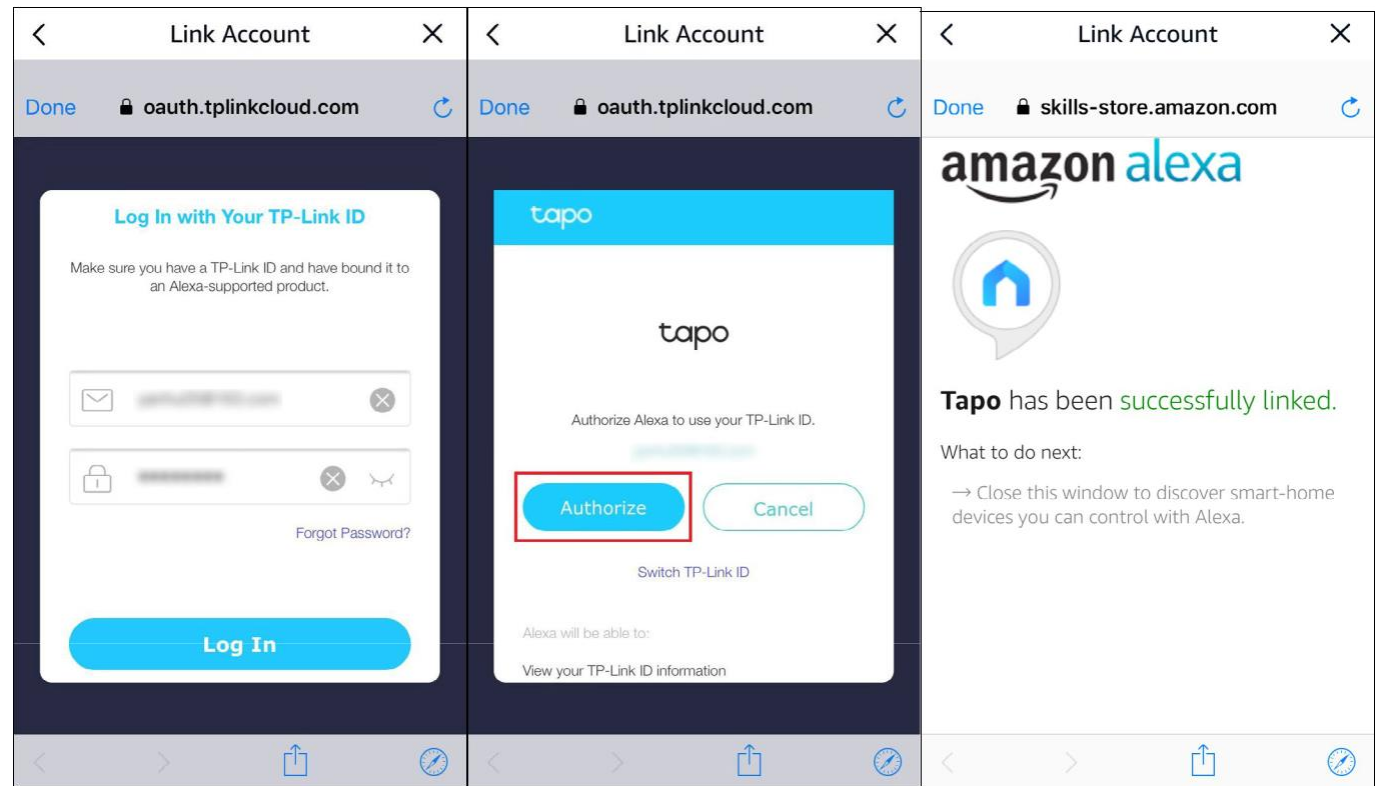 Link Account
Done
oauth.tplinkcloud.com
Log In with Your TP-Link ID
Make sure you have a TP-Link ID and have bound it to
an Alexa-supported product.
Forgot Password?
Log In
Link Account
Done
oauth.tplinkcloud.com
tapo
tapo
Authorize Alexa to use your TP-Link ID.
Authorize
Cancel
Switch TP-Link ID
Alexa will be able to:
View your TP-Link ID information
Link Account
Done
skills-store.amazon.com
amazon alexa
Tapo has been successfully linked.
What to do next:
→ Close this window to discover smart-home
devices you can control with Alexa.